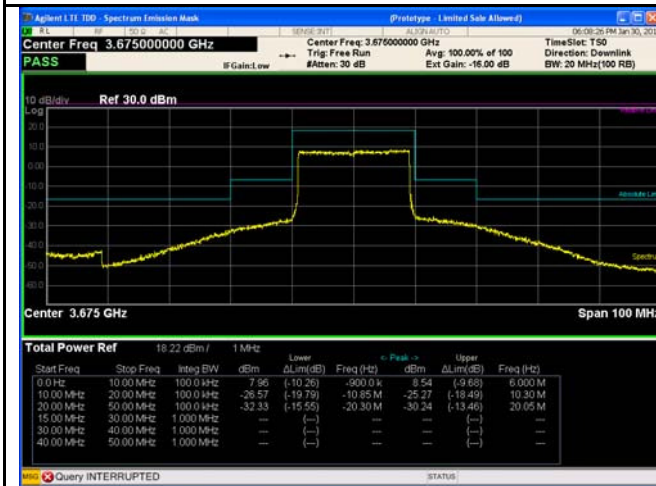 Agilent LTE TDD - Spectrum Emission Mask (Prototype - Limited Sale Allowed)
RL RF 50 Ω AC SENSE:INT ALIGN AUTO 06:08:26 PM Jan 30, 201
Center Freq 3.675000000 GHz Center Freq: 3.675000000 GHz TimeSlot: TS0
Trig: Free Run Avg: 100.00% of 100 Direction: Downlink
PASS IFGain:Low #Atten: 30 dB Ext Gain: -16.00 dB BW: 20 MHz(100 RB)
10 dB/div Ref 30.0 dBm
Log
20.0
10.0
0.00
-10.0
Absolute Lim
-20.0
-30.0
-40.0
-50.0
Spectru
-60.0
Center 3.675 GHz Span 100 MHz
Total Power Ref 18.22 dBm / 1 MHz
Lower <- Peak -> Upper
Start Freq Stop Freq Integ BW dBm ΔLim(dB) Freq (Hz) dBm ΔLim(dB) Freq (Hz)
0.0 Hz 10.00 MHz 100.0 kHz 7.96 (-10.26) -900.0 k 8.54 (-9.68) 6.000 M
10.00 MHz 20.00 MHz 100.0 kHz -26.57 (-19.79) -10.85 M -25.27 (-18.49) 10.30 M
20.00 MHz 50.00 MHz 100.0 kHz -32.33 (-15.55) -20.30 M -30.24 (-13.46) 20.05 M
15.00 MHz 30.00 MHz 1.000 MHz --- (---) --- --- (---) ---
30.00 MHz 40.00 MHz 1.000 MHz --- (---) --- --- (---) ---
40.00 MHz 50.00 MHz 1.000 MHz --- (---) --- --- (---) ---
MSG Query INTERRUPTED STATUS